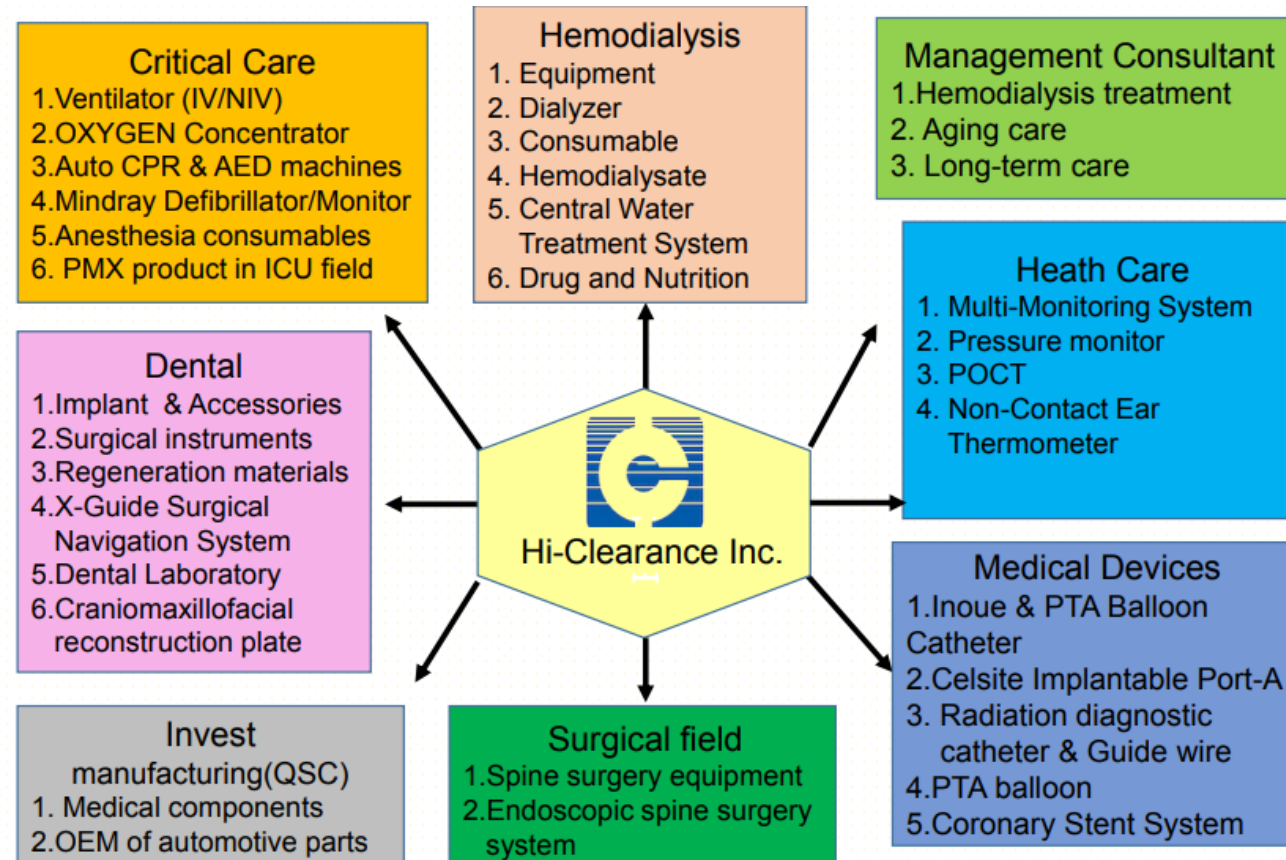 Critical Care
1.Ventilator (IV/NIV)
2.OXYGEN Concentrator
3.Auto CPR & AED machines
4.Mindray Defibrillator/Monitor
5.Anesthesia consumables
6. PMX product in ICU field
Hemodialysis
1. Equipment
2. Dialyzer
3. Consumable
4. Hemodialysate
5. Central Water
Treatment System
6. Drug and Nutrition
Management Consultant
1.Hemodialysis treatment
2. Aging care
3. Long-term care
Heath Care
1. Multi-Monitoring System
2. Pressure monitor
3. POCT
4. Non-Contact Ear
Thermometer
Dental
1.Implant & Accessories
2.Surgical instruments
3.Regeneration materials
4.X-Guide Surgical
Navigation System
5.Dental Laboratory
6.Craniomaxillofacial
reconstruction plate
Hi-Clearance Inc.
Medical Devices
1.Inoue & PTA Balloon
Catheter
2.Celsite Implantable Port-A
3. Radiation diagnostic
catheter & Guide wire
4.PTA balloon
5.Coronary Stent System
Invest
manufacturing(QSC)
1. Medical components
2.OEM of automotive parts
Surgical field
1.Spine surgery equipment
2.Endoscopic spine surgery
system